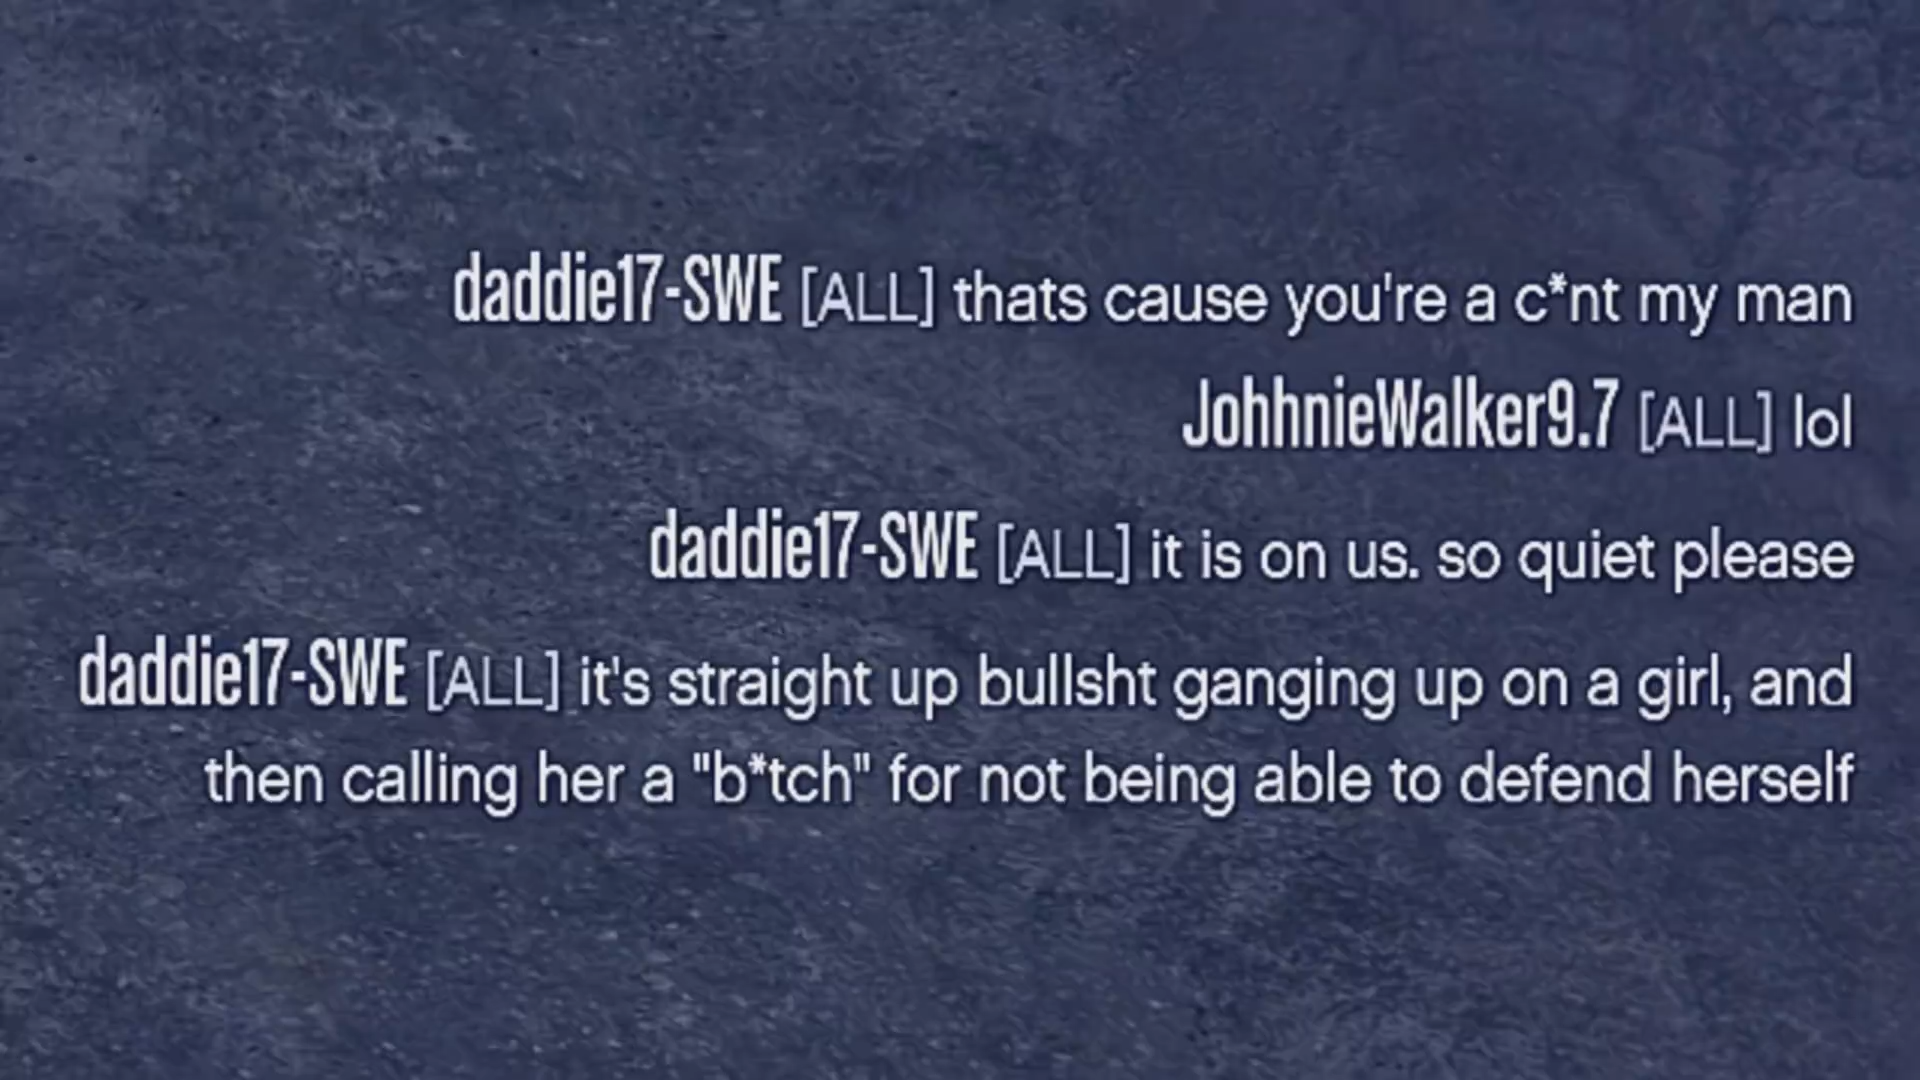 daddie17-SWE [ALL] thats cause you're a c*nt my man
JohhnieWalker9.7 [ALL] lol
daddie17-SWE [ALL] it is on us. so quiet please
daddie17-SWE [ALL] it's straight up bullsht ganging up on a girl, and
then calling her a "b*tch" for not being able to defend herself